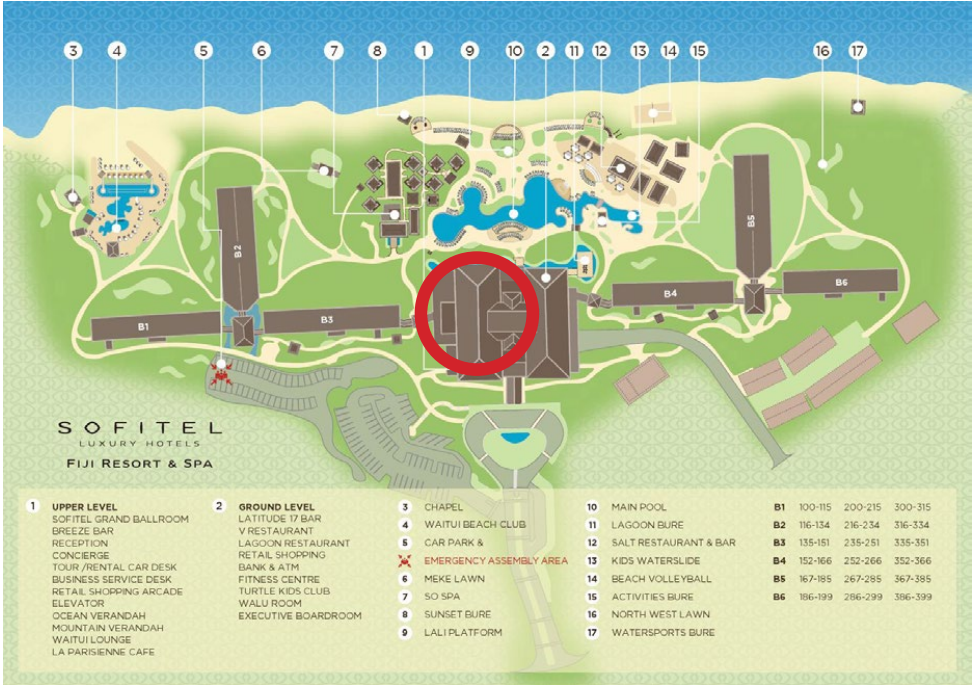 3 4 5 6 7 8 1 9 10 2 11 12 13 14 15 16 17
B2
B5
B6
B4
B1
B3
SOFITEL
LUXURY HOTELS
FIJI RESORT & SPA
1 UPPER LEVEL
SOFITEL GRAND BALLROOM
BREEZE BAR
RECEPTION
CONCIERGE
TOUR /RENTAL CAR DESK
BUSINESS SERVICE DESK
RETAIL SHOPPING ARCADE
ELEVATOR
OCEAN VERANDAH
MOUNTAIN VERANDAH
WAITUI LOUNGE
LA PARISIENNE CAFE
2 GROUND LEVEL
LATITUDE 17 BAR
V RESTAURANT
LAGOON RESTAURANT
RETAIL SHOPPING
BANK & ATM
FITNESS CENTRE
TURTLE KIDS CLUB
WALU ROOM
EXECUTIVE BOARDROOM
3 CHAPEL
4 WAITUI BEACH CLUB
5 CAR PARK &
EMERGENCY ASSEMBLY AREA
6 MEKE LAWN
7 SO SPA
8 SUNSET BURE
9 LALI PLATFORM
10 MAIN POOL
11 LAGOON BURE
12 SALT RESTAURANT & BAR
13 KIDS WATERSLIDE
14 BEACH VOLLEYBALL
15 ACTIVITIES BURE
16 NORTH WEST LAWN
17 WATERSPORTS BURE
B1 100-115 200-215 300-315
B2 116-134 216-234 316-334
B3 135-151 235-251 335-351
B4 152-166 252-266 352-366
B5 167-185 267-285 367-385
B6 186-199 286-299 386-399